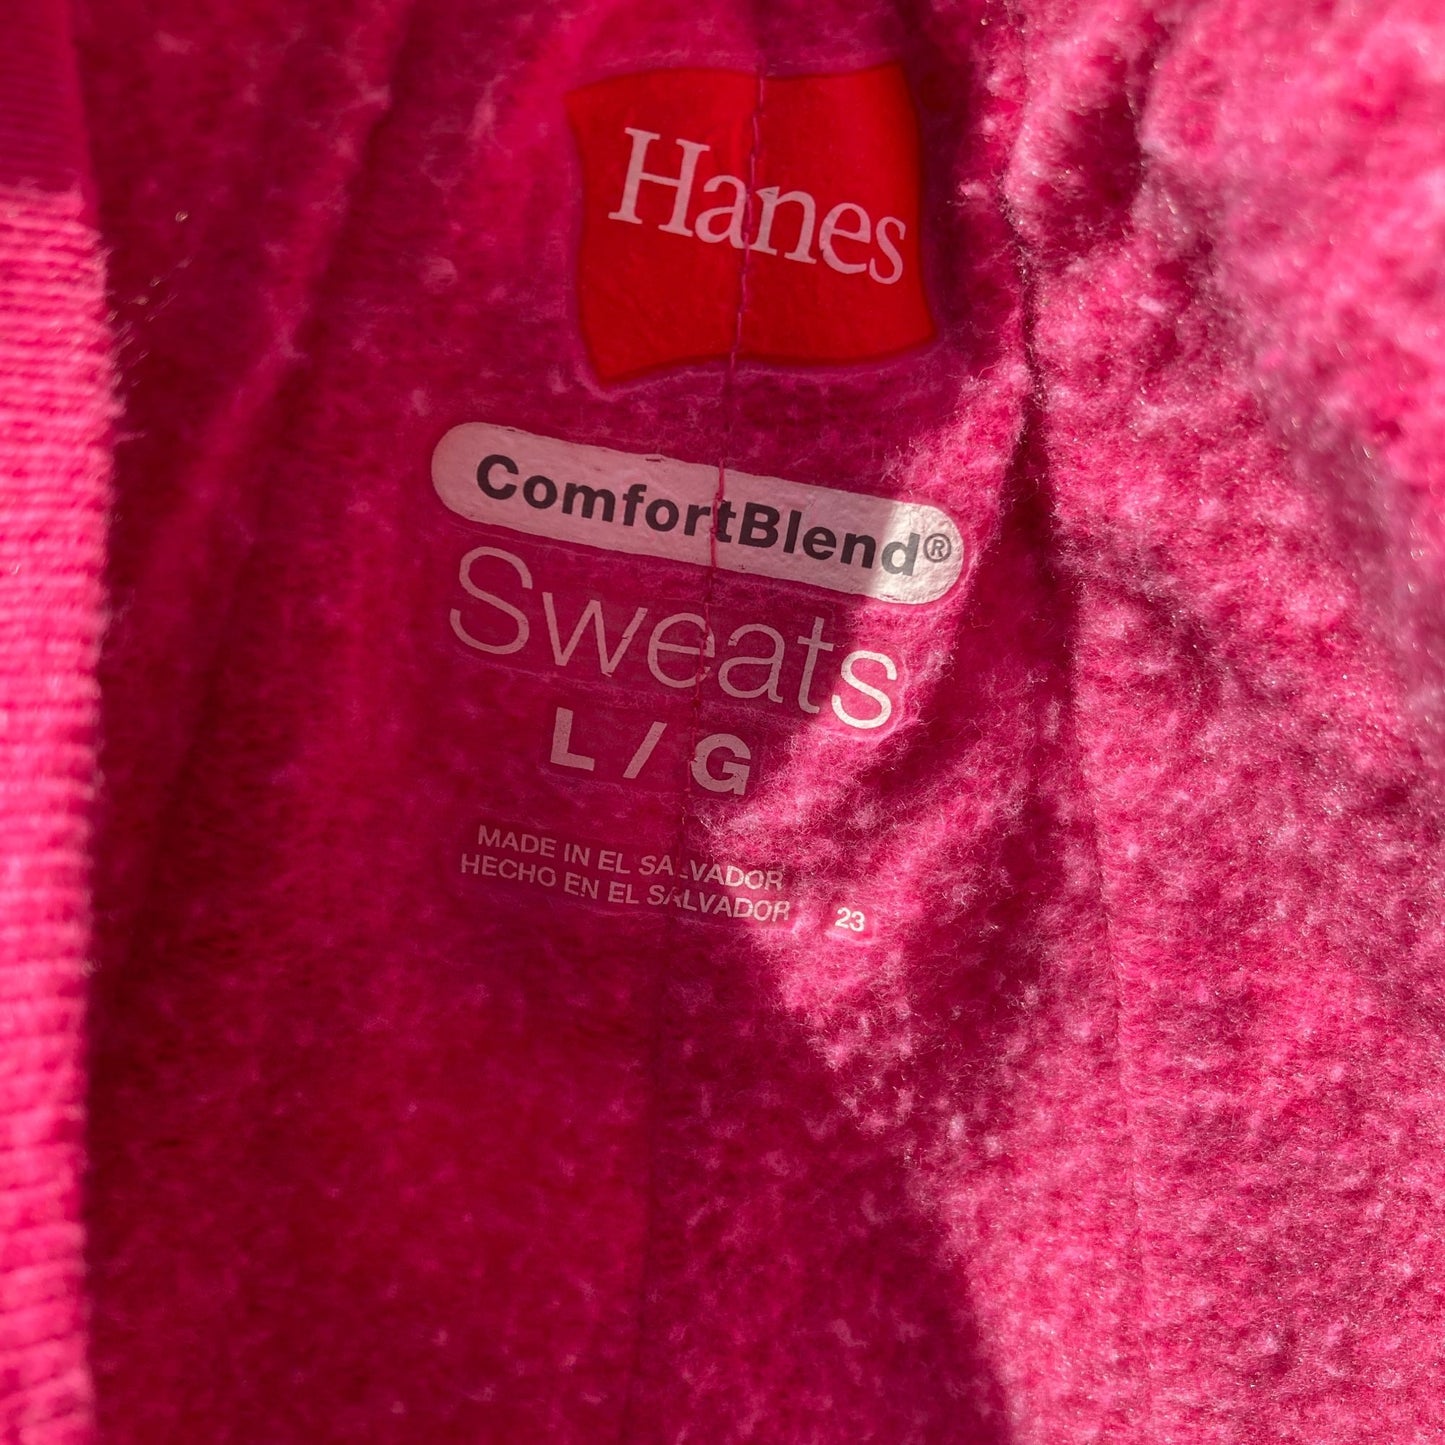 Hanes
ComfortBlend®
Sweats
L / G
MADE IN EL SALVADOR
HECHO EN EL SALVADOR 23